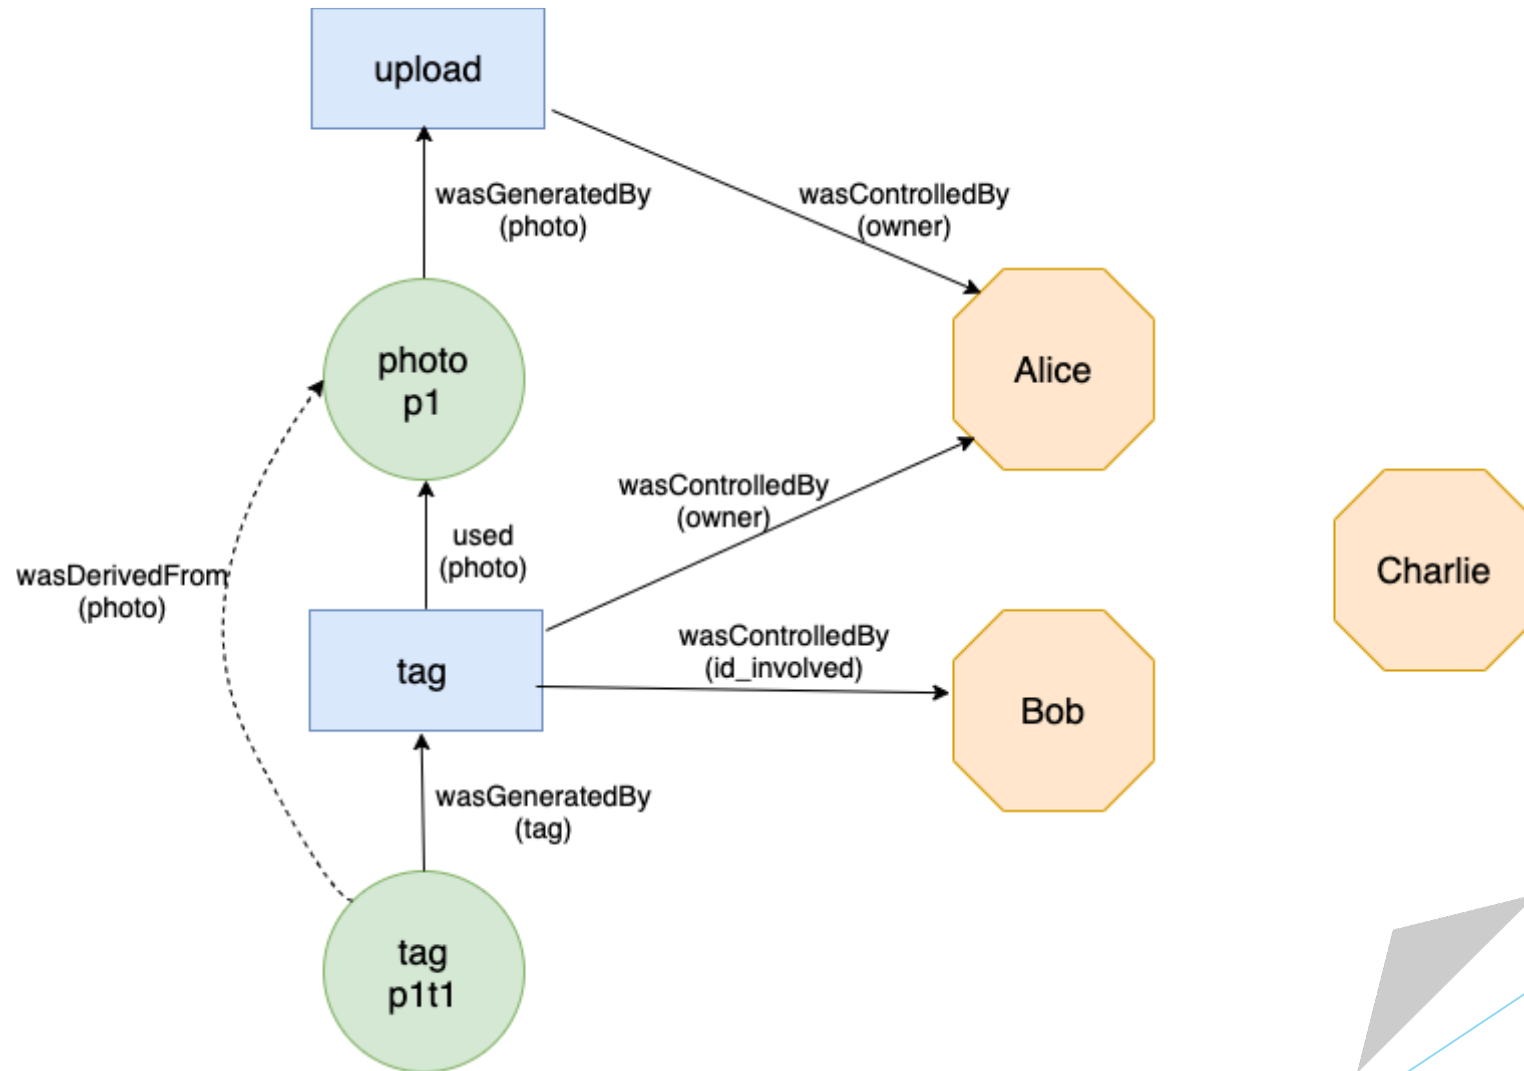 upload
wasGeneratedBy
(photo)
wasControlledBy
(owner)
photo
p1
Alice
wasControlledBy
(owner)
used
(photo)
wasDerivedFrom
(photo)
Charlie
tag
wasControlledBy
(id_involved)
Bob
wasGeneratedBy
(tag)
tag
p1t1